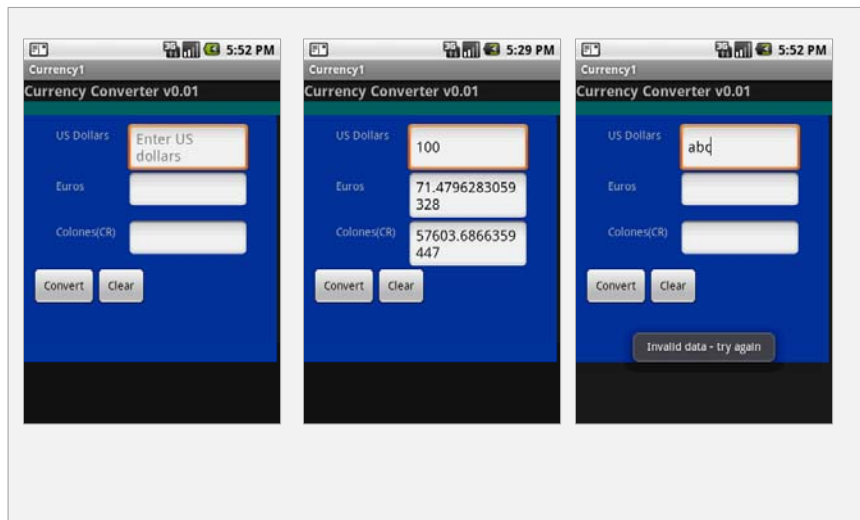 5:52 PM
Currency1
Currency Converter v0.01
US Dollars
Enter US
dollars
Euros
Colones(CR)
Convert Clear
5:29 PM
Currency1
Currency Converter v0.01
US Dollars
100
Euros
71.4796283059
328
Colones(CR)
57603.6866359
447
Convert Clear
5:52 PM
Currency1
Currency Converter v0.01
US Dollars
abc
Euros
Colones(CR)
Convert Clear
Invalid data - try again